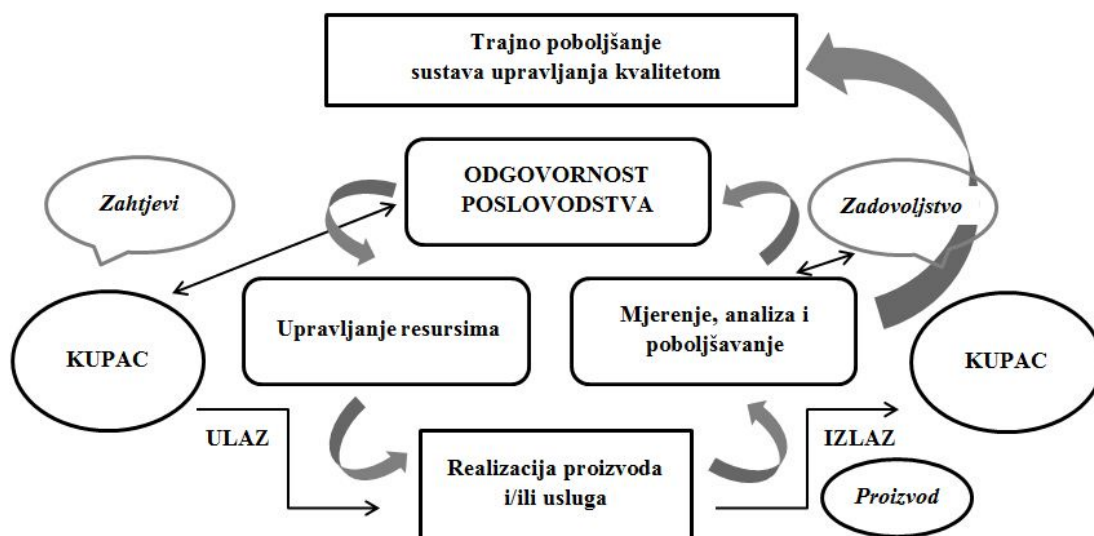 Trajno poboljšanje
sustava upravljanja kvalitetom
ODGOVORNOST
POSLOVODSTVA
Zahtjevi
Zadovoljstvo
Upravljanje resursima
Mjerenje, analiza i
poboljšavanje
KUPAC
KUPAC
ULAZ
IZLAZ
Realizacija proizvoda
i/ili usluga
Proizvod